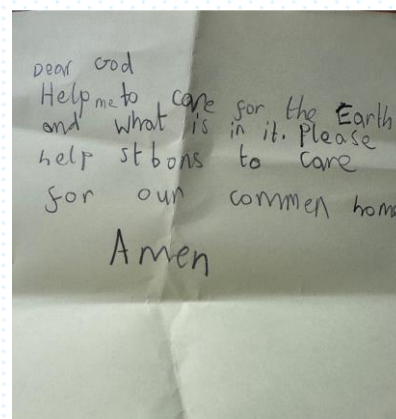 Dear God
Help me to care for the Earth
and what is in it. Please
help st bons to care
for our commen home
Amen